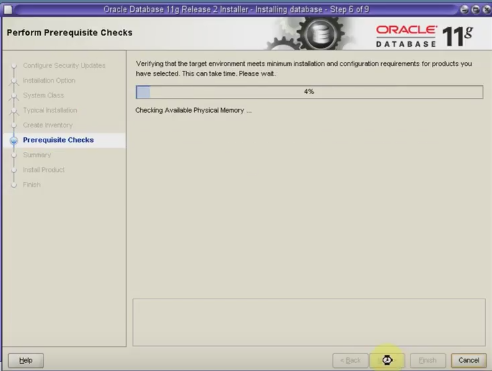 Oracle Database 11g Release 2 Installer - Installing database - Step 6 of 9
Perform Prerequisite Checks
ORACLE
DATABASE
11g
Configure Security Updates
Installation Option
System Class
Typical Installation
Create Inventory
Prerequisite Checks
Summary
Install Product
Finish
Verifying that the target environment meets minimum installation and configuration requirements for products you
have selected. This can take time. Please wait.
4%
Checking Available Physical Memory ...
Help
< Back
Finish
Cancel